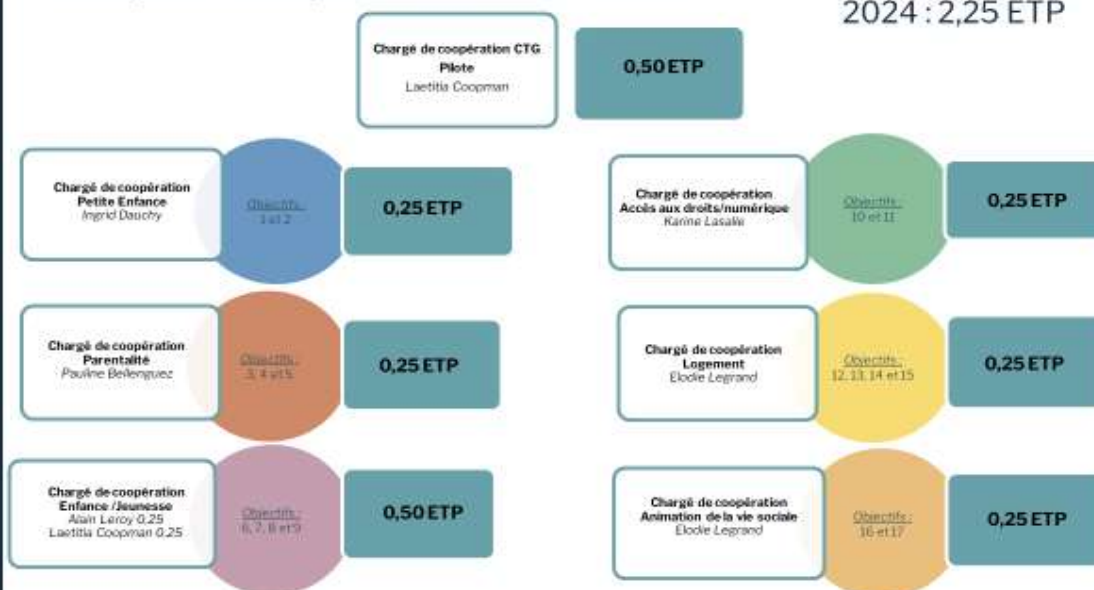 2024 : 2,25 ETP
Chargé de coopération CTG
Pilote
Laetitia Coopman
0,50 ETP
Chargé de coopération
Petite Enfance
Ingrid Dauchy
Objectifs :
1 et 2
0,25 ETP
Chargé de coopération
Accès aux droits/numérique
Karine Lasalle
Objectifs :
10 et 11
0,25 ETP
Chargé de coopération
Parentalité
Pauline Bellenguez
Objectifs :
3, 4 et 5
0,25 ETP
Chargé de coopération
Logement
Elodie Legrand
Objectifs :
12, 13, 14 et 15
0,25 ETP
Chargé de coopération
Enfance /Jeunesse
Alain Leroy 0,25
Laetitia Coopman 0,25
Objectifs :
6, 7, 8 et 9
0,50 ETP
Chargé de coopération
Animation de la vie sociale
Elodie Legrand
Objectifs :
16 et 17
0,25 ETP